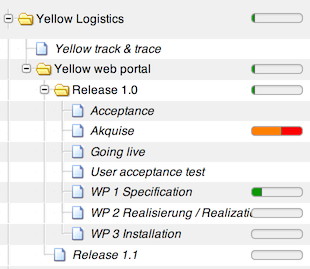 Yellow Logistics
Yellow track & trace
Yellow web portal
Release 1.0
Acceptance
Akquise
Going live
User acceptance test
WP 1 Specification
WP 2 Realisierung / Realizatio
WP 3 Installation
Release 1.1